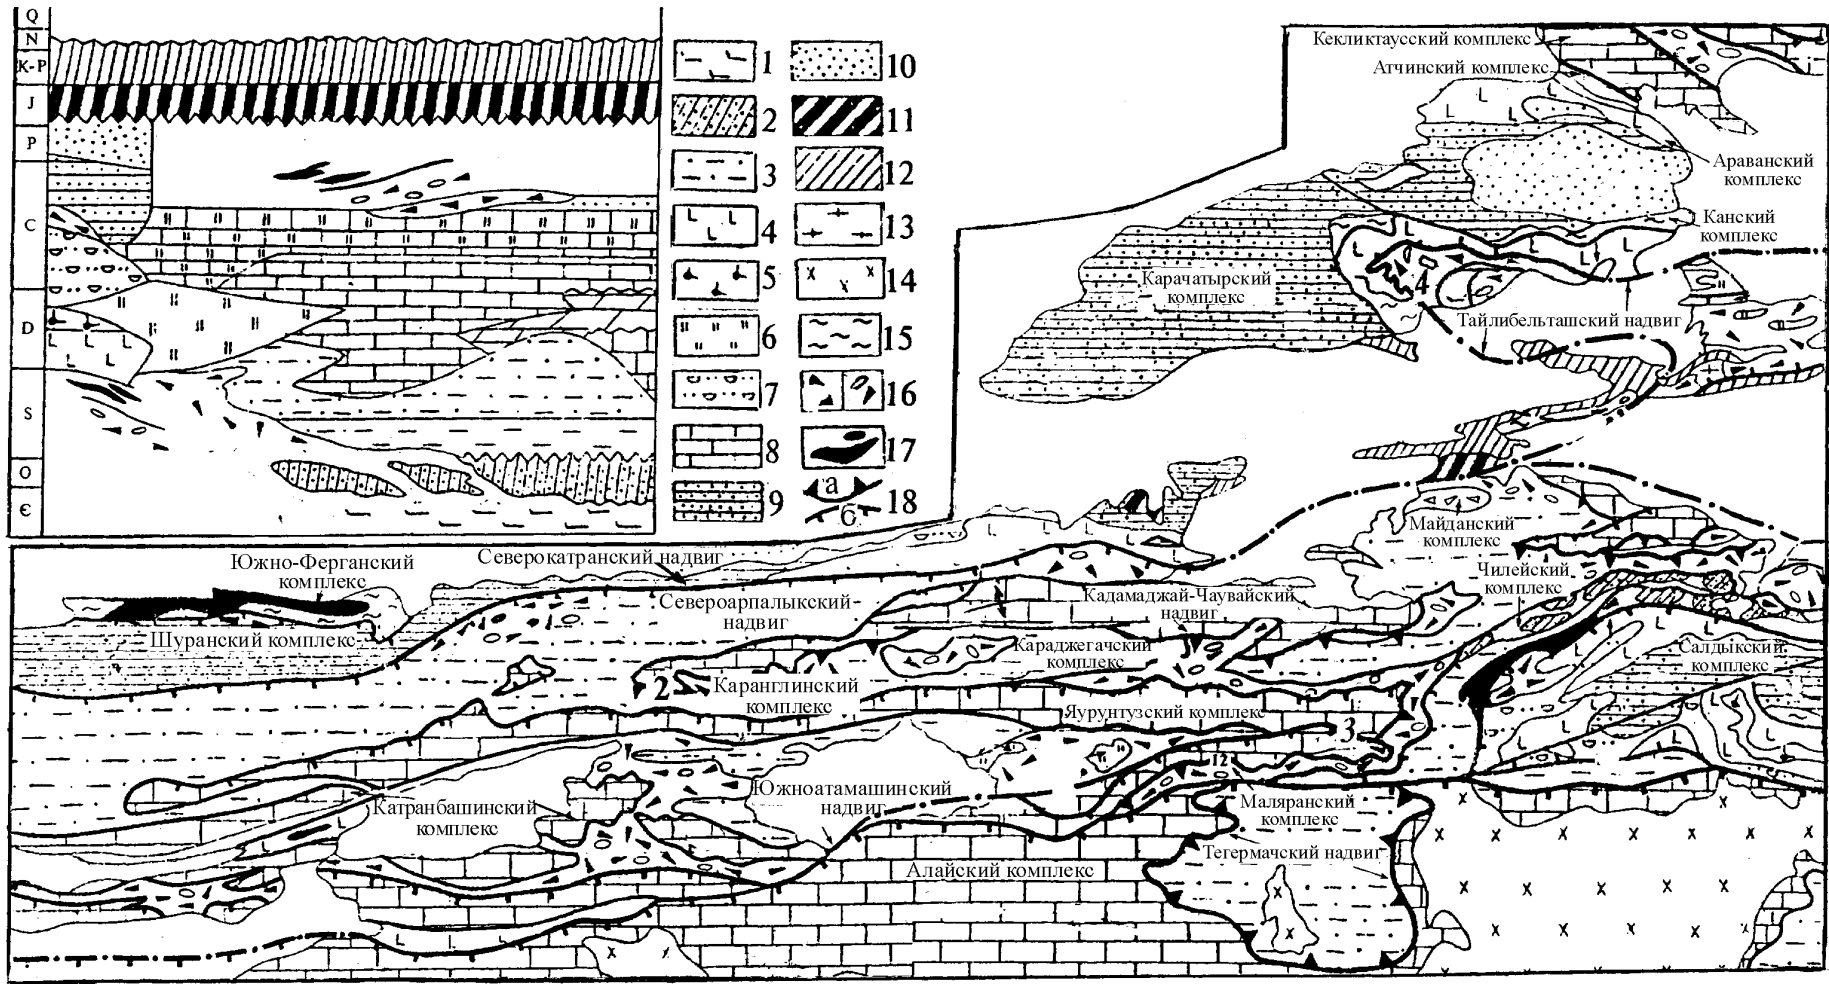 Q
N
K-P
J
P
C
D
S
O
Є
1
2
3
4
5
6
7
8
9
10
11
12
13
14
15
16
17
а
б
18
Кекликтаусский комплекс
Атчинский комплекс
Араванский
комплекс
Канский
комплекс
Карачатырский
комплекс
4
Тайлибельташский надвиг
Майданский
комплекс
Чилейский
комплекс
Южно-Ферганский
комплекс
Северокатранский надвиг
Североарпалыкский
надвиг
Кадамаджай-Чаувайский
надвиг
Шуранский комплекс
Караджегачский
комплекс
Салдыкский
комплекс
2
Каранглинский
комплекс
Яурунтузский комплекс
3
12
Катранбашинский
комплекс
Южноатамашинский
надвиг
Маляранский
комплекс
Тегермачский надвиг
Алайский комплекс